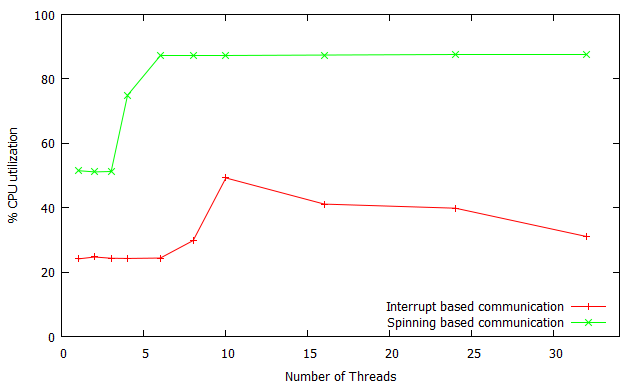 100
80
60
40
20
0
% CPU utilization
Interrupt based communication
Spinning based communication
0 5 10 15 20 25 30
Number of Threads